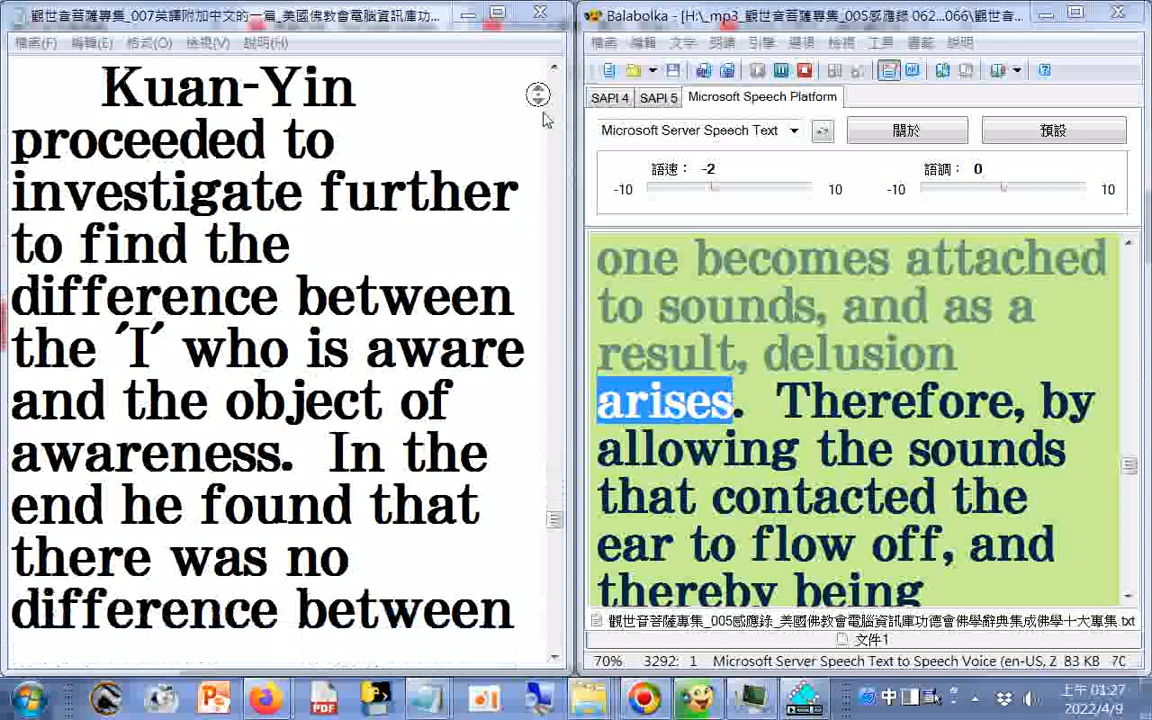 觀世音菩薩專集_007英譯附加中文的一篇_美國佛教會電腦資訊庫功...
檔案(F) 編輯(E) 格式(O) 檢視(V) 說明(H)
Kuan-Yin
proceeded to
investigate further
to find the
difference between
the ′I′ who is aware
and the object of
awareness. In the
end he found that
there was no
difference between
Balabolka - [H:\_mp3_觀世音菩薩專集_005感應錄 062...066\觀世音...
檔案 編輯 文字 朗讀 引擎 選項 檢視 工具 書籤 說明
SAPI 4 SAPI 5 Microsoft Speech Platform
Microsoft Server Speech Text 關於 預設
語速: -2 語調: 0
-10 10 -10 10
one becomes attached
to sounds, and as a
result, delusion
arises. Therefore, by
allowing the sounds
that contacted the
ear to flow off, and
thereby being
觀世音菩薩專集_005感應錄_美國佛教會電腦資訊庫功德會佛學辭典集成佛學十大專集.txt
文件1
70% 3292: 1 Microsoft Server Speech Text to Speech Voice (en-US, Z 83 KB
中 上午 01:27
2022/4/9